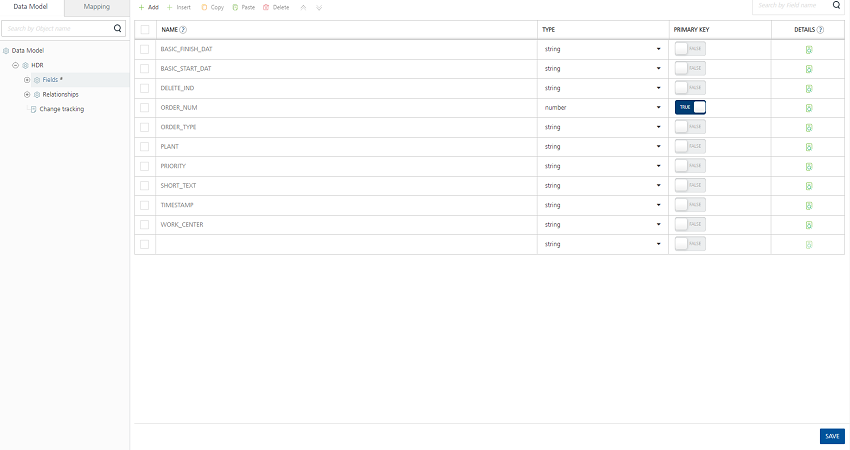 Data Model Mapping
Add Insert Copy Paste Delete
Search by Field name
Search by Object name
Data Model
HDR
Fields *
Relationships
Change tracking
NAME ? TYPE PRIMARY KEY DETAILS ?
BASIC_FINISH_DAT string FALSE
BASIC_START_DAT string FALSE
DELETE_IND string FALSE
ORDER_NUM number TRUE
ORDER_TYPE string FALSE
PLANT string FALSE
PRIORITY string FALSE
SHORT_TEXT string FALSE
TIMESTAMP string FALSE
WORK_CENTER string FALSE
string FALSE
SAVE